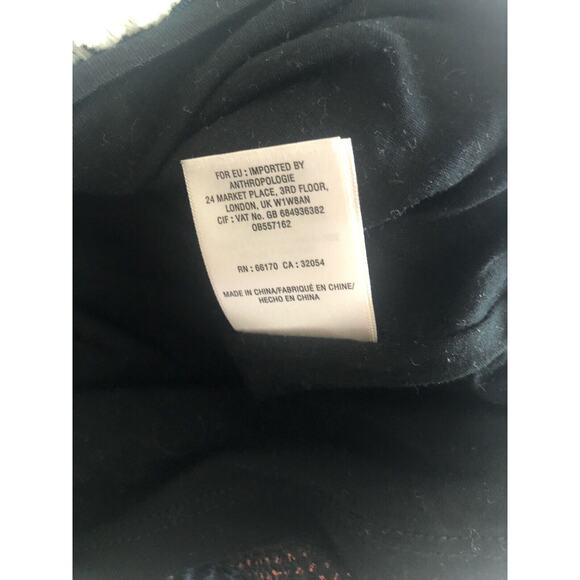 FOR EU : IMPORTED BY
ANTHROPOLOGIE
24 MARKET PLACE, 3RD FLOOR,
LONDON, UK W1W8AN
CIF : VAT No. GB 684936382
OB557162
RN : 66170 CA : 32054
MADE IN CHINA/FABRIQUÉ EN CHINE/
HECHO EN CHINA